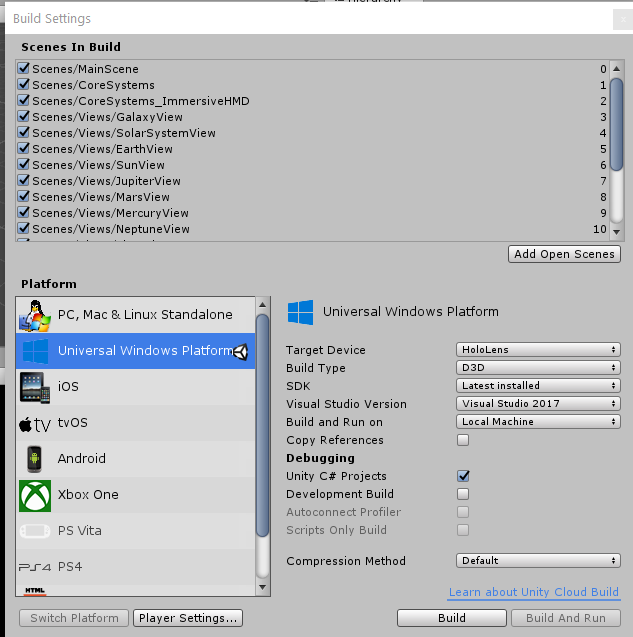 Build Settings
Scenes In Build
Scenes/MainScene 0
Scenes/CoreSystems 1
Scenes/CoreSystems_ImmersiveHMD 2
Scenes/Views/GalaxyView 3
Scenes/Views/SolarSystemView 4
Scenes/Views/EarthView 5
Scenes/Views/SunView 6
Scenes/Views/JupiterView 7
Scenes/Views/MarsView 8
Scenes/Views/MercuryView 9
Scenes/Views/NeptuneView 10
Add Open Scenes
Platform
PC, Mac & Linux Standalone
Universal Windows Platform
iOS
tv
tvOS
Android
Xbox One
PS Vita
PS4
HTML
Universal Windows Platform
Target Device HoloLens
Build Type D3D
SDK Latest installed
Visual Studio Version Visual Studio 2017
Build and Run on Local Machine
Copy References
Debugging
Unity C# Projects
Development Build
Autoconnect Profiler
Scripts Only Build
Compression Method Default
Learn about Unity Cloud Build
Switch Platform Player Settings... Build Build And Run